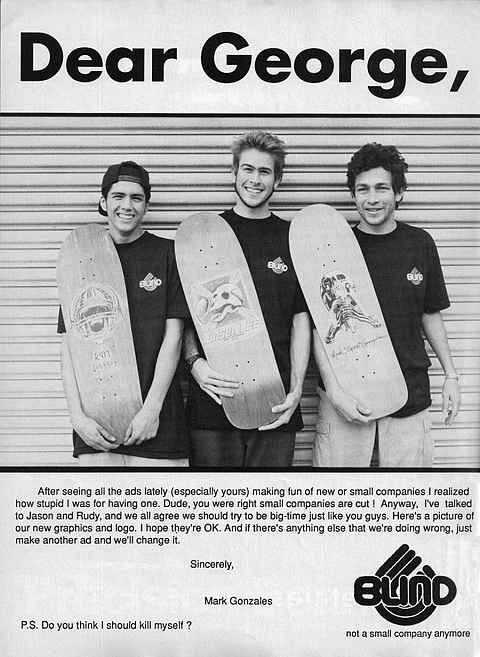 Dear George,
BLIND
BLIND
BLIND
JASON LEE
After seeing all the ads lately (especially yours) making fun of new or small companies I realized
how stupid I was for having one. Dude, you were right small companies are cut ! Anyway, I've talked
to Jason and Rudy, and we all agree we should try to be big-time just like you guys. Here's a picture of
our new graphics and logo. I hope they're OK. And if there's anything else that we're doing wrong, just
make another ad and we'll change it.
Sincerely,
Mark Gonzales
P.S. Do you think I should kill myself ?
BLIND
not a small company anymore